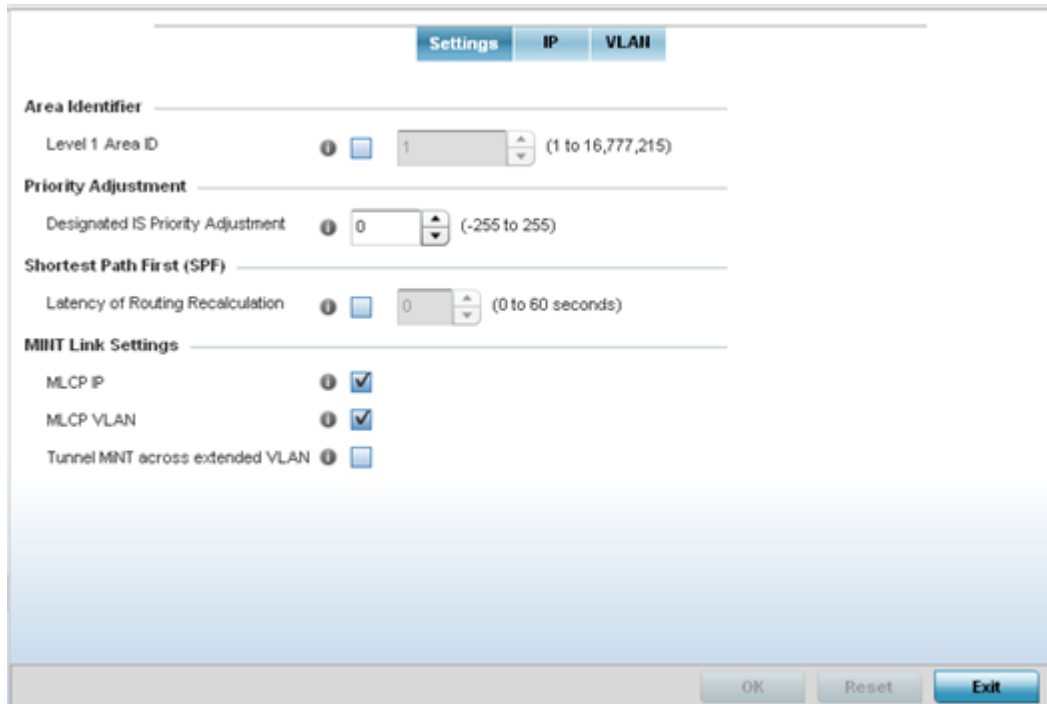 Settings IP VLAN
Area Identifier
Level 1 Area ID 1 (1 to 16,777,215)
Priority Adjustment
Designated IS Priority Adjustment 0 (-255 to 255)
Shortest Path First (SPF)
Latency of Routing Recalculation 0 (0 to 60 seconds)
MINT Link Settings
MLCP IP
MLCP VLAN
Tunnel MiNT across extended VLAN
OK Reset Exit